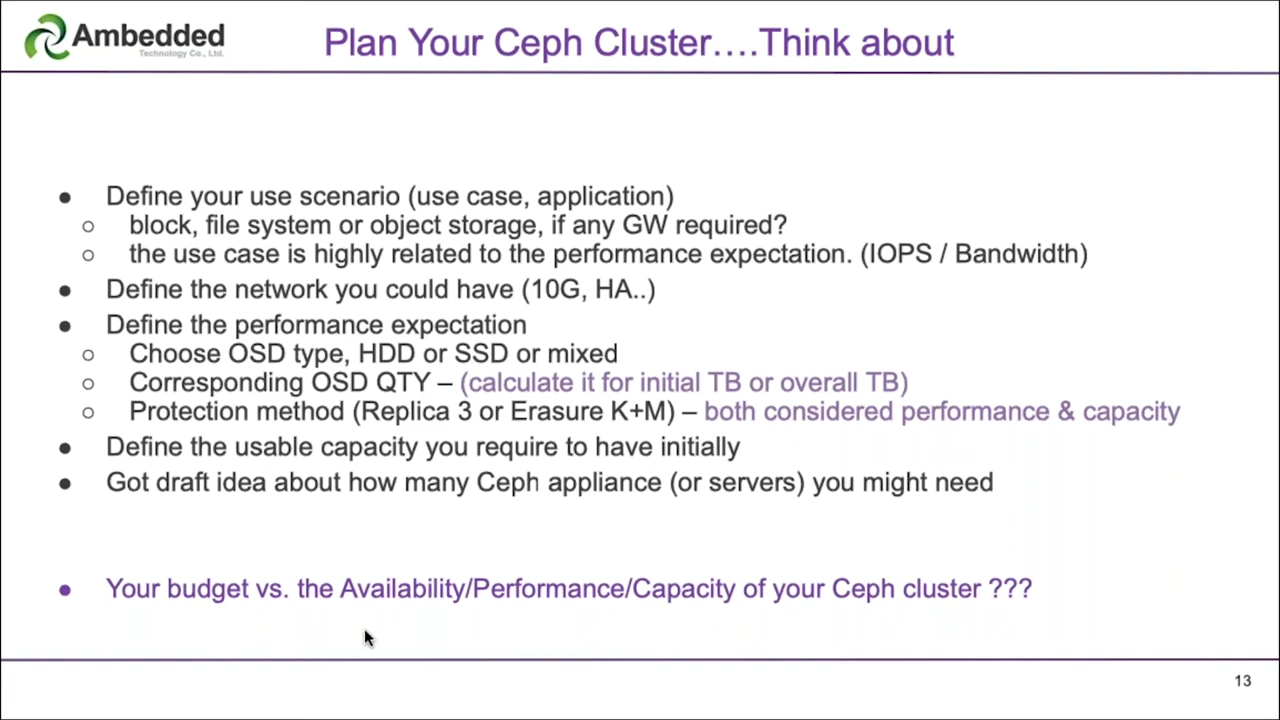 Ambedded
Technology Co., Ltd.
Plan Your Ceph Cluster....Think about
● Define your use scenario (use case, application)
○ block, file system or object storage, if any GW required?
○ the use case is highly related to the performance expectation. (IOPS / Bandwidth)
● Define the network you could have (10G, HA..)
● Define the performance expectation
○ Choose OSD type, HDD or SSD or mixed
○ Corresponding OSD QTY – (calculate it for initial TB or overall TB)
○ Protection method (Replica 3 or Erasure K+M) – both considered performance & capacity
● Define the usable capacity you require to have initially
● Got draft idea about how many Ceph appliance (or servers) you might need
● Your budget vs. the Availability/Performance/Capacity of your Ceph cluster ???
13